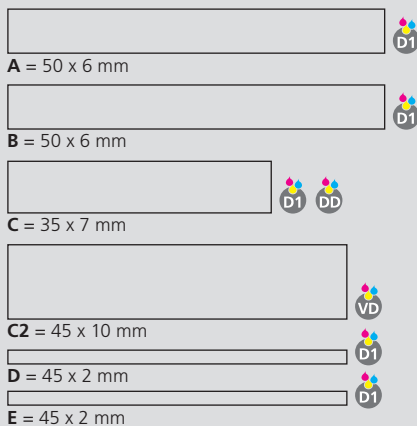 D1
A = 50 x 6 mm
D1
B = 50 x 6 mm
D1 DD
C = 35 x 7 mm
VD
C2 = 45 x 10 mm
D1
D = 45 x 2 mm
D1
E = 45 x 2 mm